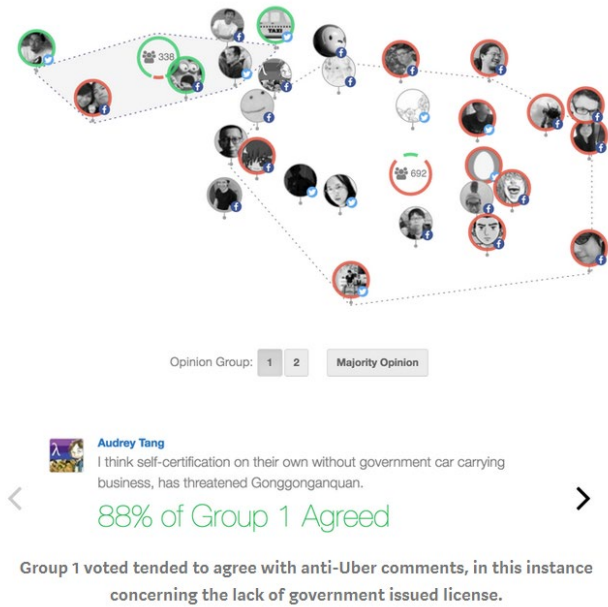 TAXI
338
692
Opinion Group: 1 2 Majority Opinion
Audrey Tang
I think self-certification on their own without government car carrying
business, has threatened Gonggonganquan.
88% of Group 1 Agreed
Group 1 voted tended to agree with anti-Uber comments, in this instance
concerning the lack of government issued license.